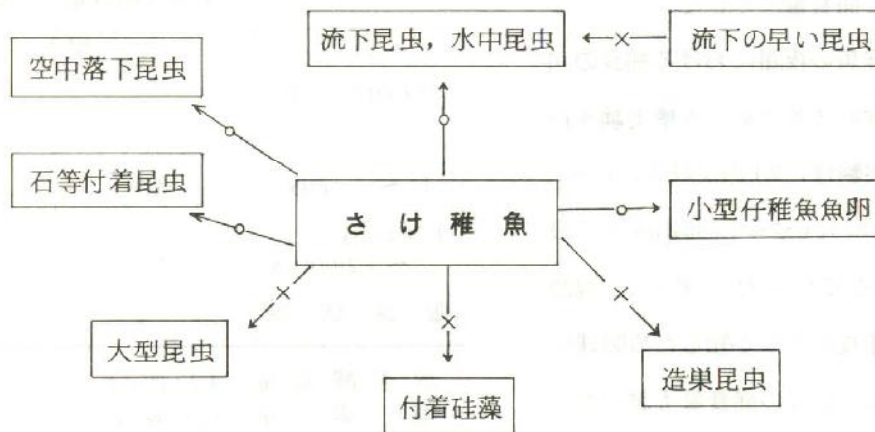 流下昆虫，水中昆虫
流下の早い昆虫
空中落下昆虫
石等付着昆虫
さけ稚魚
小型仔稚魚魚卵
大型昆虫
付着硅藻
造巣昆虫